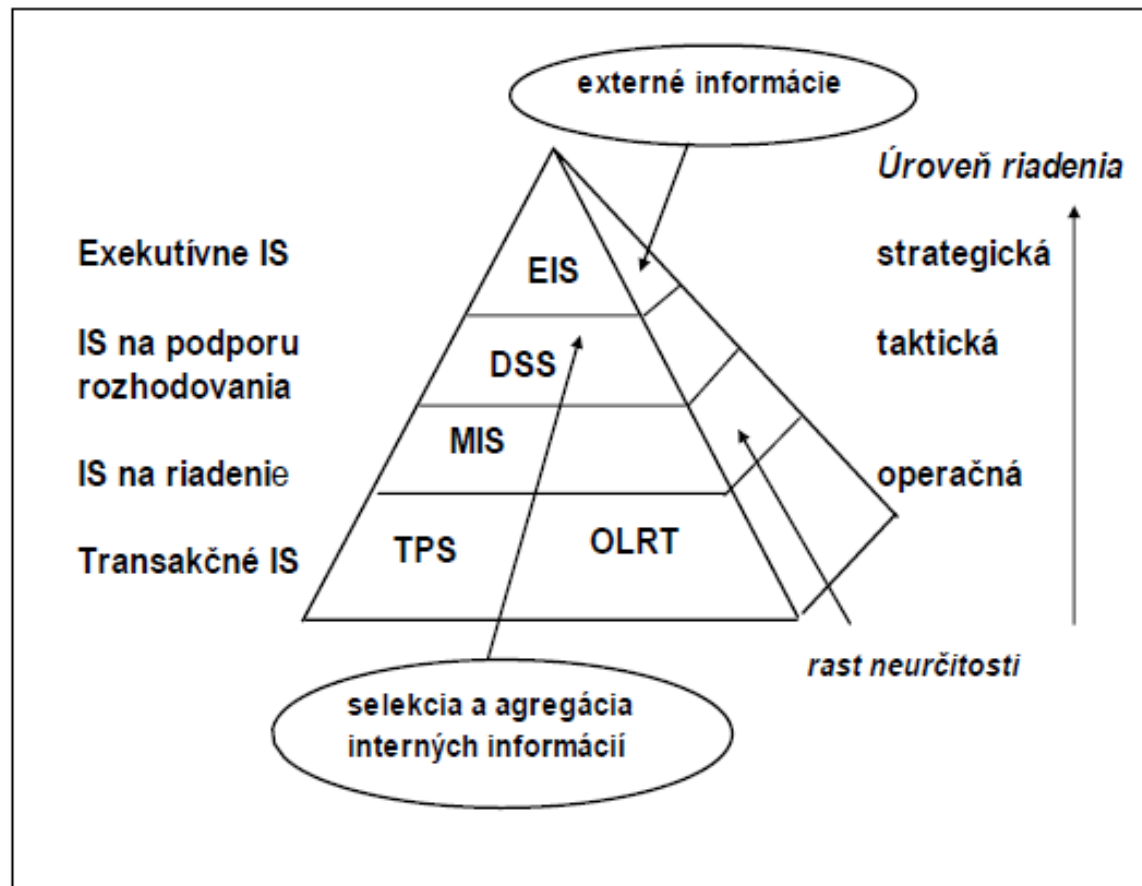 externé informácie
Úroveň riadenia
Exekutívne IS
EIS
strategická
IS na podporu
rozhodovania
DSS
taktická
MIS
IS na riadenie
operačná
Transakčné IS
TPS
OLRT
rast neurčitosti
selekcia a agregácia
interných informácií